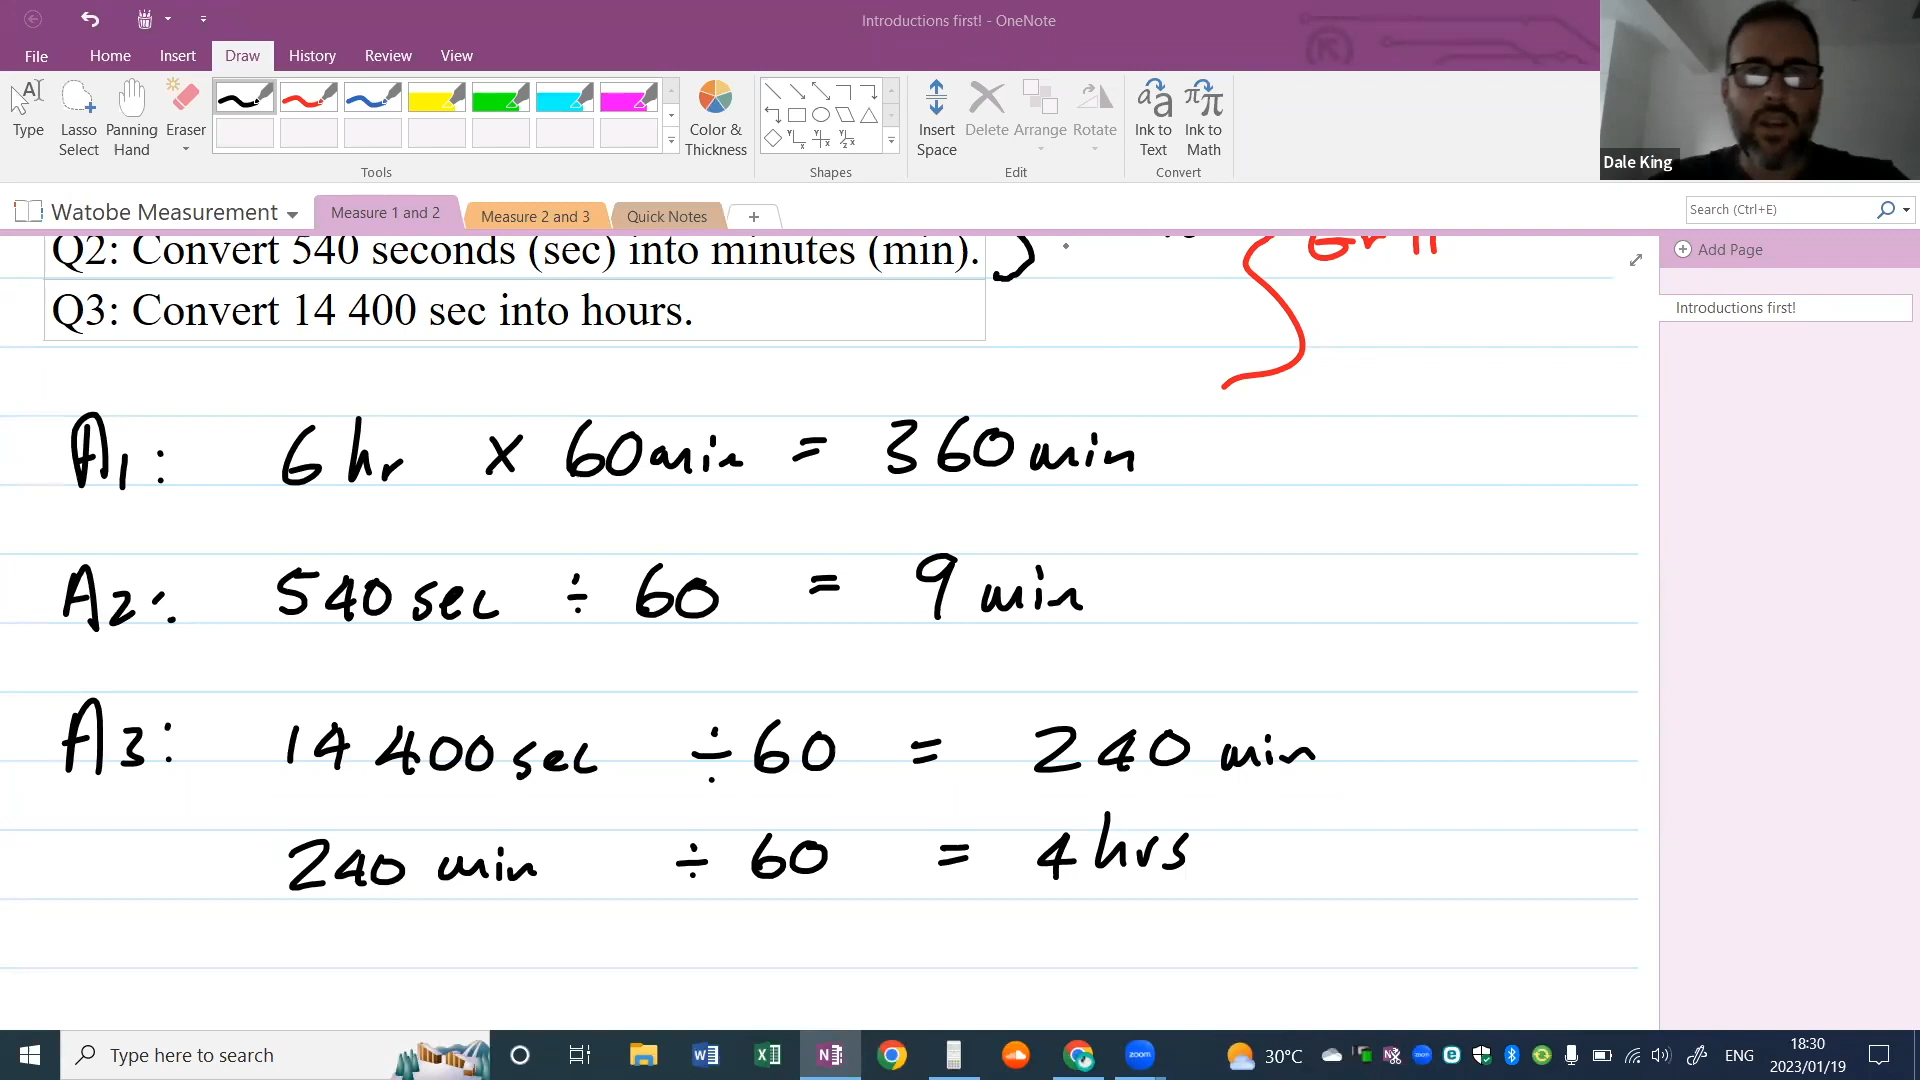 Introductions first! - OneNote
File Home Insert Draw History Review View
Type
Lasso Select
Panning Hand
Eraser
Color & Thickness
Insert Space
Delete
Arrange
Rotate
Ink to Text
Ink to Math
Tools
Shapes
Edit
Convert
Dale King
Watobe Measurement
Measure 1 and 2
Measure 2 and 3
Quick Notes
Search (Ctrl+E)
Add Page
Introductions first!
Q2: Convert 540 seconds (sec) into minutes (min).
Q3: Convert 14 400 sec into hours.
A1: 6 hr x 60 min = 360 min
A2: 540 sec ÷ 60 = 9 min
A3: 14 400 sec ÷ 60 = 240 min
240 min ÷ 60 = 4 hrs
Type here to search
zoom
30°C
ENG
18:30
2023/01/19